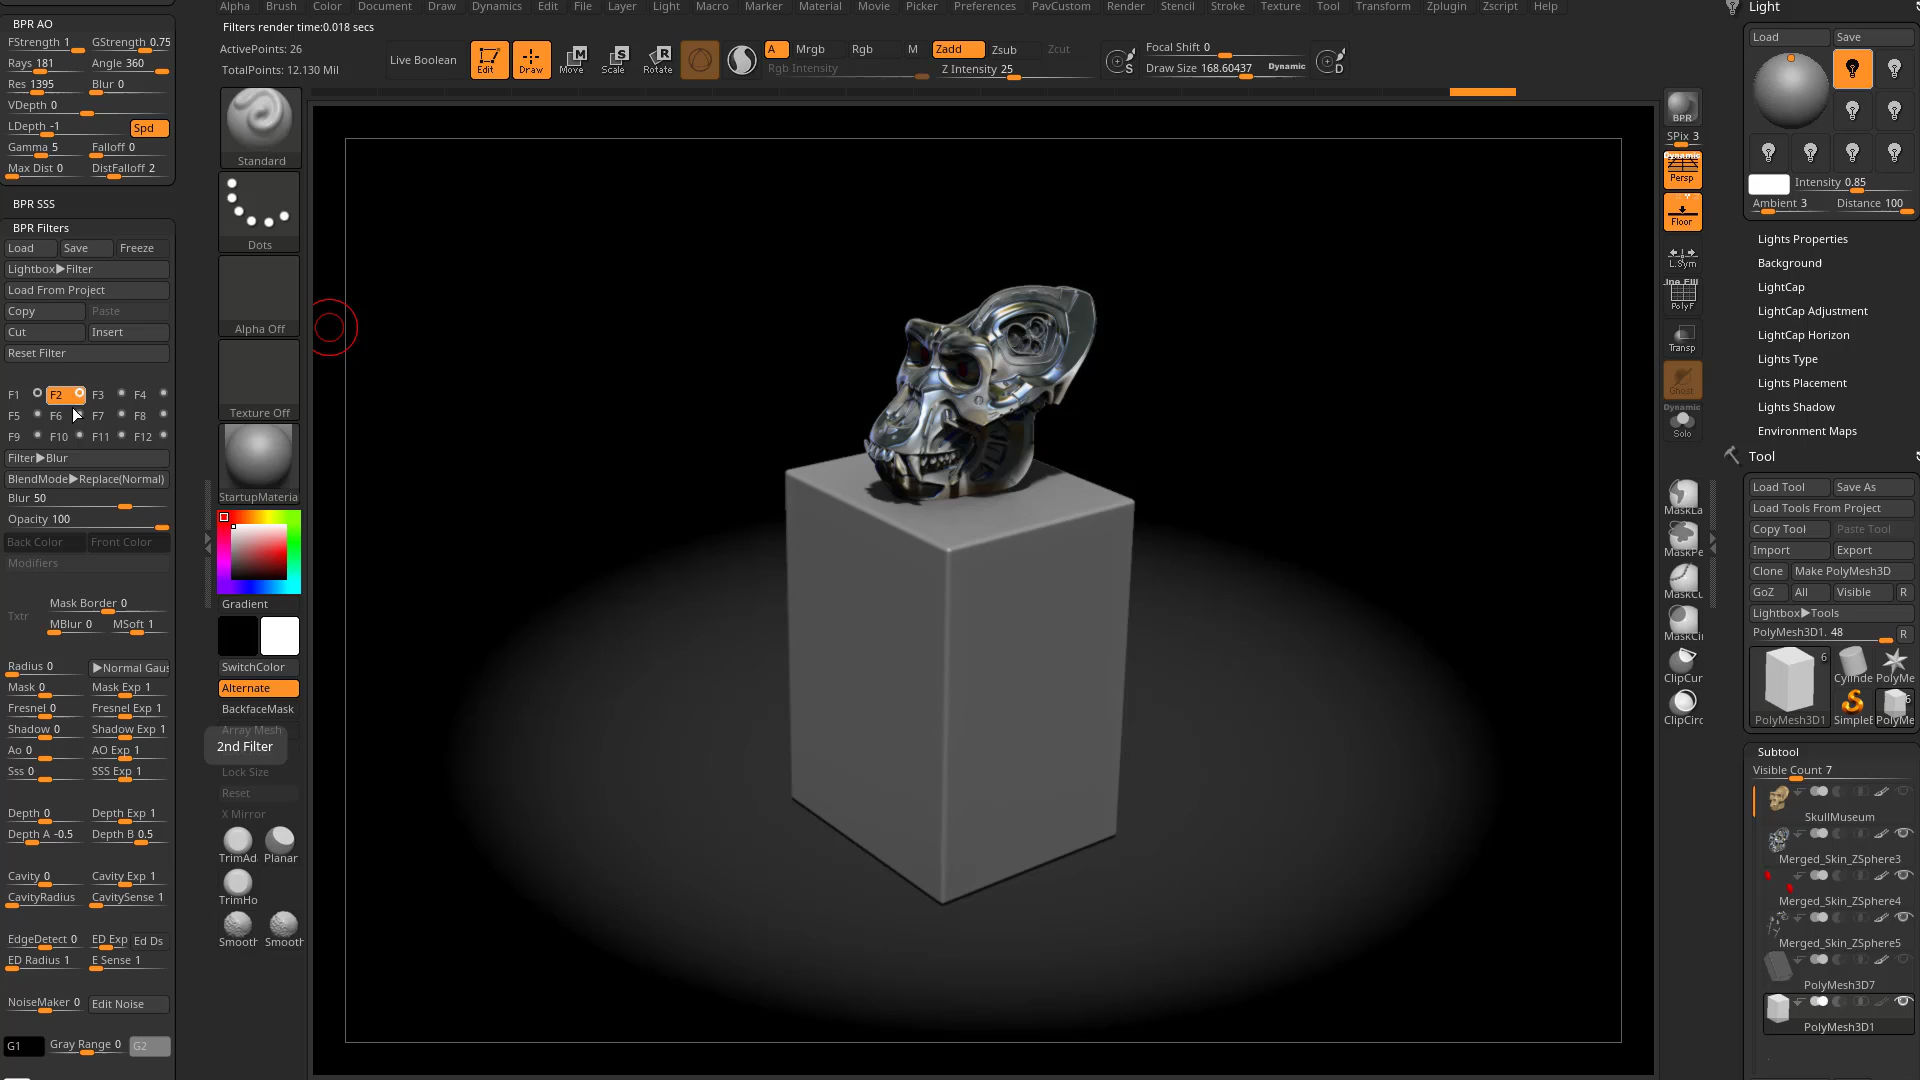 Alpha Brush Color Document Draw Dynamics Edit File Layer Light Macro Marker Material Movie Picker Preferences PavCustom Render Stencil Stroke Texture Tool Transform Zplugin Zscript Help
Filters render time:0.018 secs
ActivePoints: 26
TotalPoints: 12.130 Mil
Live Boolean
Edit
Draw
Move
Scale
Rotate
A
Mrgb
Rgb
M
Rgb Intensity
Zadd
Zsub
Zcut
Z Intensity 25
S
Focal Shift 0
Draw Size 168.60437
Dynamic
D
BPR AO
FStrength 1 GStrength 0.75
Rays 181 Angle 360
Res 1395 Blur 0
VDepth 0
LDepth -1 Spd
Gamma 5 Falloff 0
Max Dist 0 DistFalloff 2
BPR SSS
BPR Filters
Load Save Freeze
Lightbox▶Filter
Load From Project
Copy Paste
Cut Insert
Reset Filter
F1 F2 F3 F4
F5 F6 F7 F8
F9 F10 F11 F12
Filter▶Blur
BlendMode▶Replace(Normal)
Blur 50
Opacity 100
Back Color Front Color
Modifiers
Txtr
Mask Border 0
MBlur 0 MSoft 1
Radius 0 ▶Normal Gaus
Mask 0 Mask Exp 1
Fresnel 0 Fresnel Exp 1
Shadow 0 Shadow Exp 1
Ao 0 AO Exp 1
Sss 0 SSS Exp 1
Depth 0 Depth Exp 1
Depth A -0.5 Depth B 0.5
Cavity 0 Cavity Exp 1
CavityRadius CavitySense 1
EdgeDetect 0 ED Exp Ed Ds
ED Radius 1 E Sense 1
NoiseMaker 0 Edit Noise
G1 Gray Range 0 G2
Standard
Dots
Alpha Off
Texture Off
StartupMateria
Gradient
SwitchColor
Alternate
BackfaceMask
Array Mesh
2nd Filter
Lock Size
Reset
X Mirror
TrimAd Planar
TrimHo
Smooth Smooth
BPR
SPix 3
Dynamic
Persp
Floor
L.Sym
Line Fill
PolyF
Transp
Ghost
Dynamic
Solo
MaskLa
MaskPe
MaskCu
MaskCir
ClipCur
ClipCirc
Light
Load Save
Intensity 0.85
Ambient 3 Distance 100
Lights Properties
Background
LightCap
LightCap Adjustment
LightCap Horizon
Lights Type
Lights Placement
Lights Shadow
Environment Maps
Tool
Load Tool Save As
Load Tools From Project
Copy Tool Paste Tool
Import Export
Clone Make PolyMesh3D
GoZ All Visible R
Lightbox▶Tools
PolyMesh3D1. 48 R
6
Cylinde PolyMe
6
PolyMesh3D1 SimpleB PolyMe
Subtool
Visible Count 7
SkullMuseum
Merged_Skin_ZSphere3
Merged_Skin_ZSphere4
Merged_Skin_ZSphere5
PolyMesh3D7
PolyMesh3D1